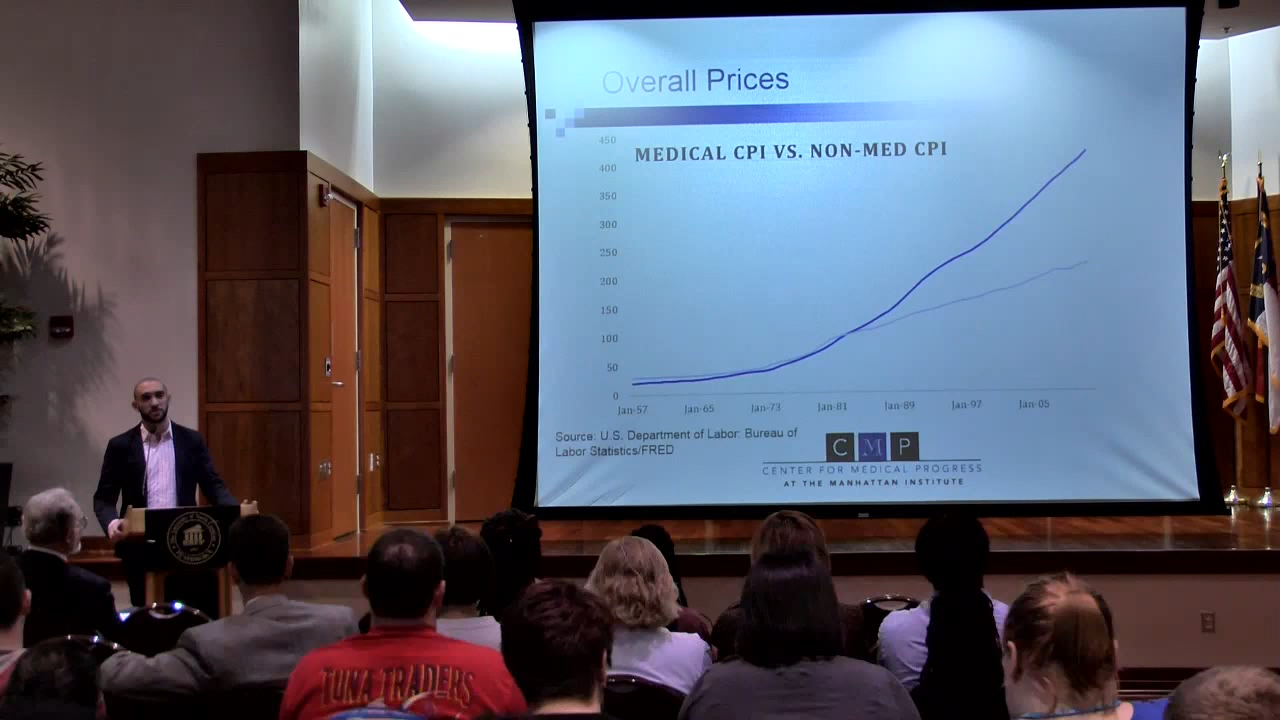 Overall Prices
MEDICAL CPI VS. NON-MED CPI
450
400
350
300
250
200
150
100
50
0
Jan-57 Jan-65 Jan-73 Jan-81 Jan-89 Jan-97 Jan-05
Source: U.S. Department of Labor: Bureau of
Labor Statistics/FRED
CMP
CENTER FOR MEDICAL PROGRESS
AT THE MANHATTAN INSTITUTE
TUNA TRADERS